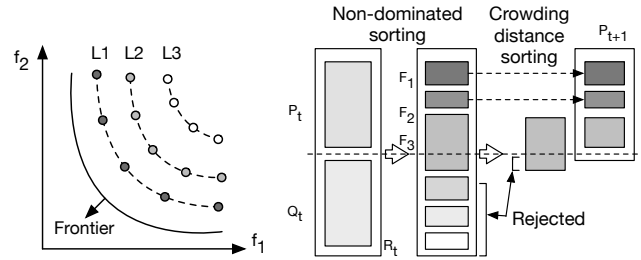 f2
L1 L2 L3
Frontier
f1
Non-dominated
sorting
Crowding
distance
sorting
Pt+1
Pt
Qt
F1
F2
F3
Rt
Rejected